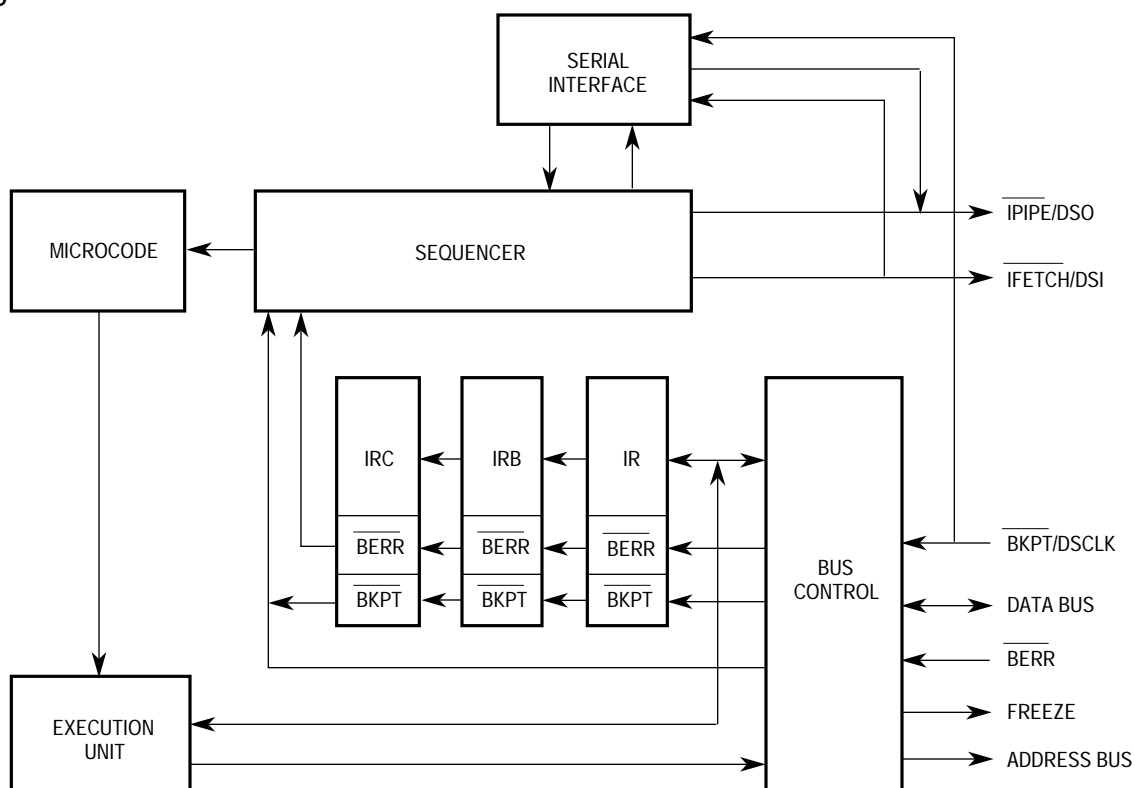 SERIAL
INTERFACE
MICROCODE
SEQUENCER
IPIPE/DSO
IFETCH/DSI
IRC
IRB
IR
BERR
BERR
BERR
BKPT
BKPT
BKPT
BUS
CONTROL
BKPT/DSCLK
DATA BUS
BERR
FREEZE
ADDRESS BUS
EXECUTION
UNIT